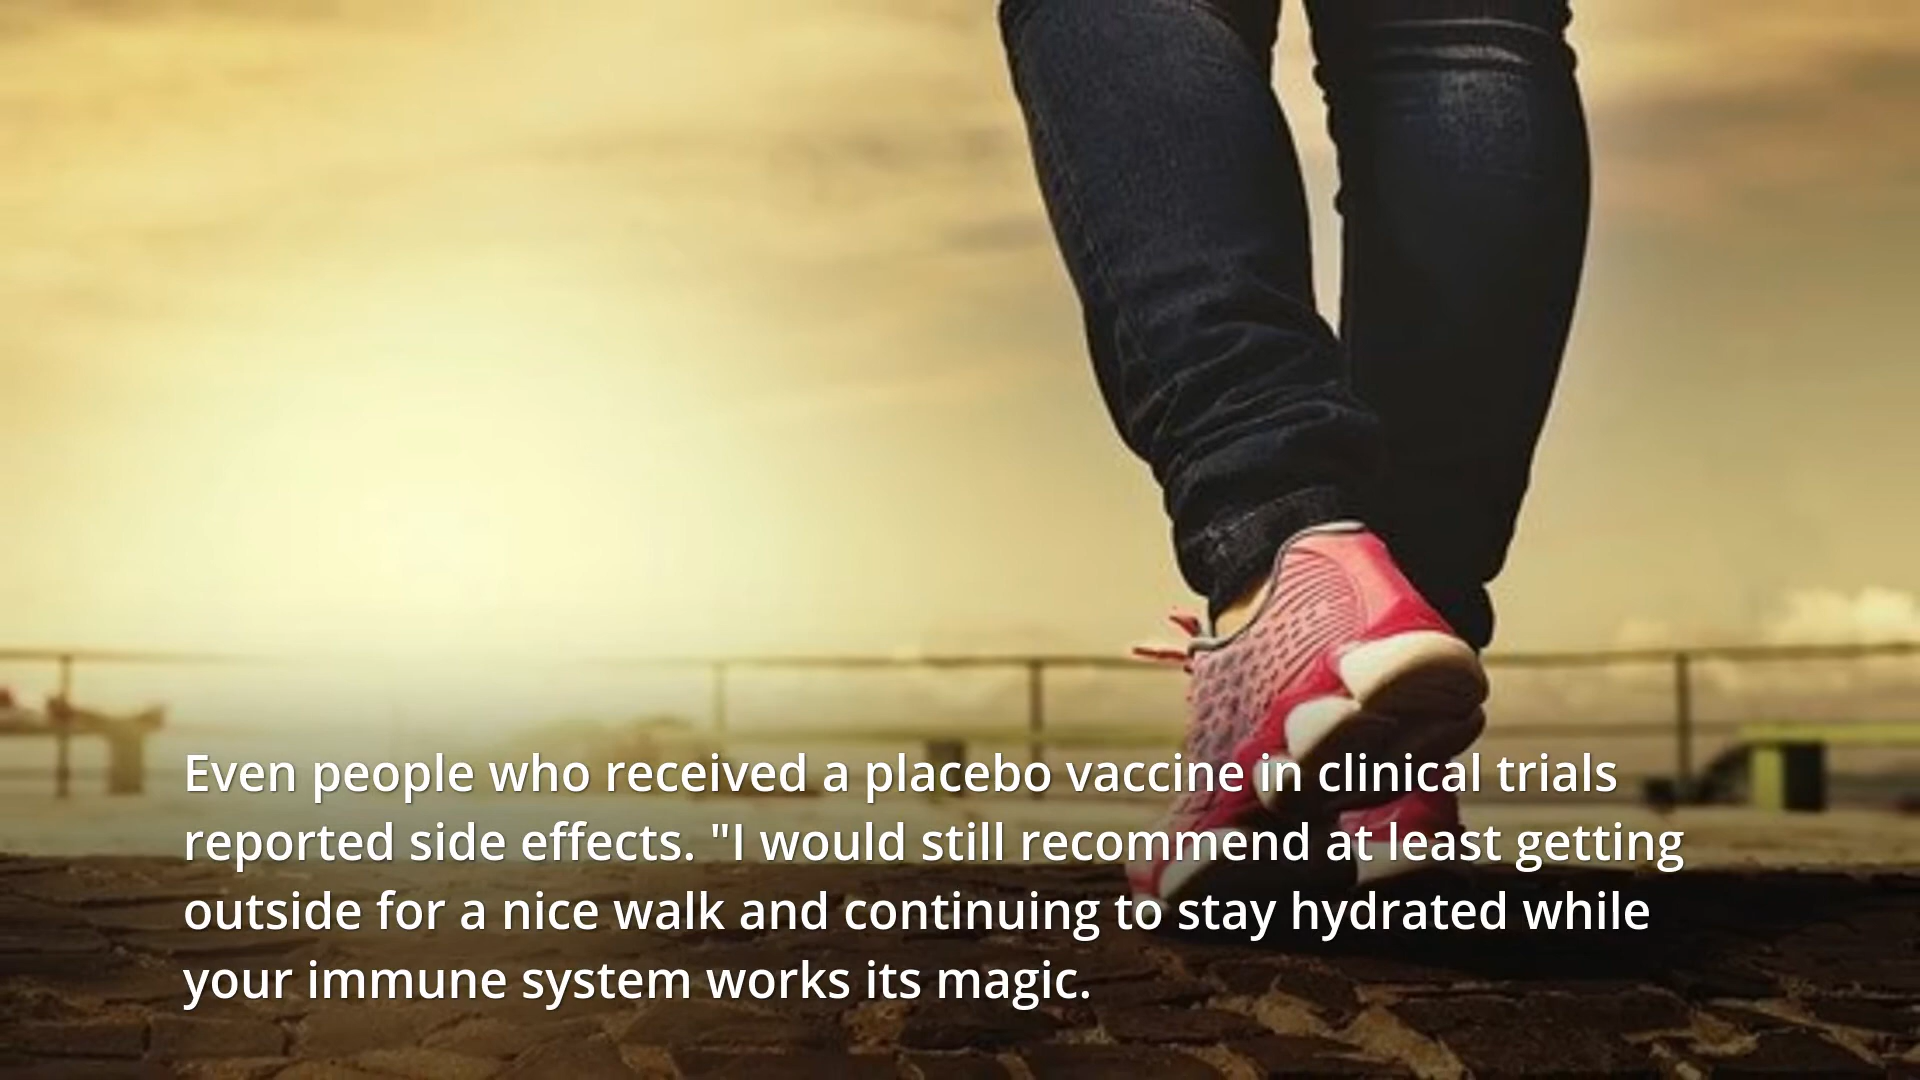 Even people who received a placebo vaccine in clinical trials
reported side effects. "I would still recommend at least getting
outside for a nice walk and continuing to stay hydrated while
your immune system works its magic.